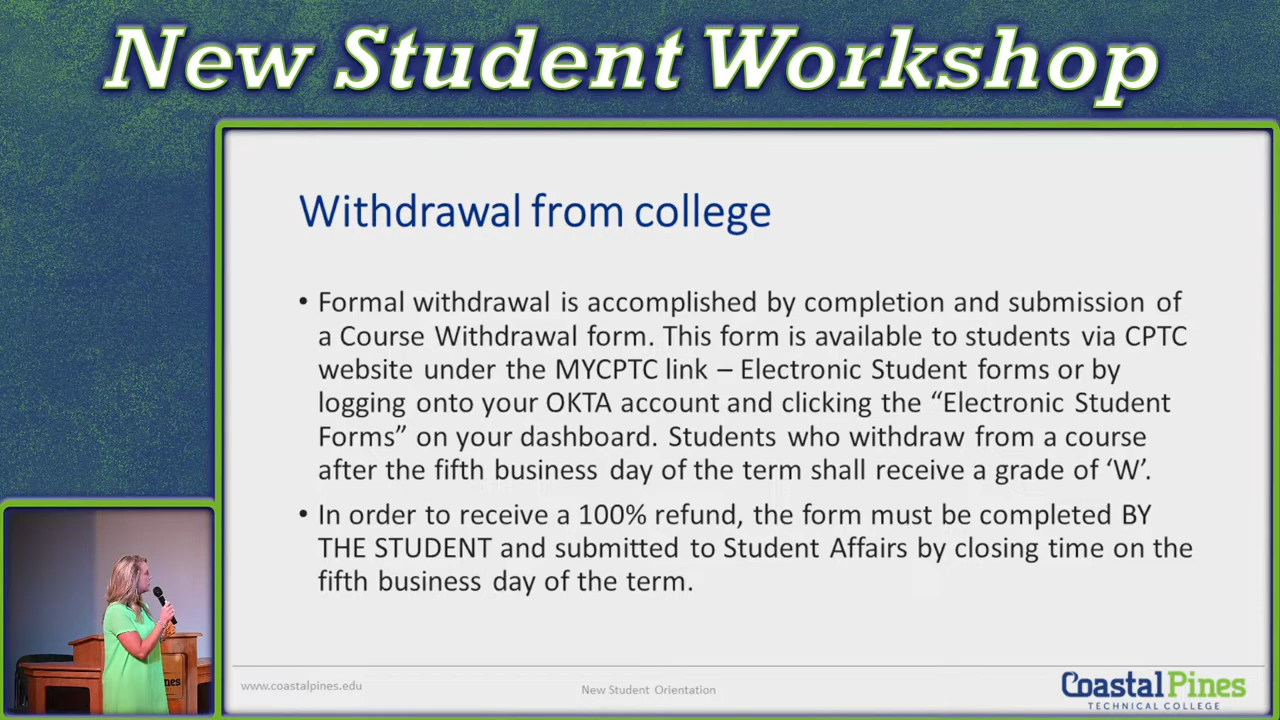 New Student Workshop
Withdrawal from college
• Formal withdrawal is accomplished by completion and submission of
a Course Withdrawal form. This form is available to students via CPTC
website under the MYCPTC link – Electronic Student forms or by
logging onto your OKTA account and clicking the “Electronic Student
Forms” on your dashboard. Students who withdraw from a course
after the fifth business day of the term shall receive a grade of ‘W’.
• In order to receive a 100% refund, the form must be completed BY
THE STUDENT and submitted to Student Affairs by closing time on the
fifth business day of the term.
www.coastalpines.edu
New Student Orientation
CoastalPines
TECHNICAL COLLEGE